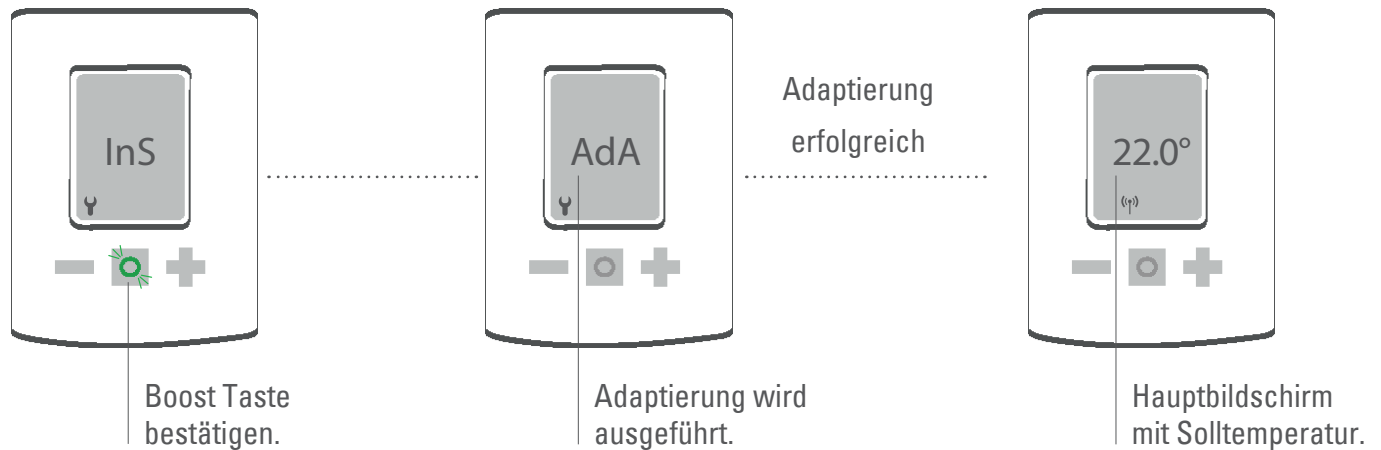 InS
Boost Taste
bestätigen.
AdA
Adaptierung wird
ausgeführt.
Adaptierung
erfolgreich
22.0°
Hauptbildschirm
mit Solltemperatur.